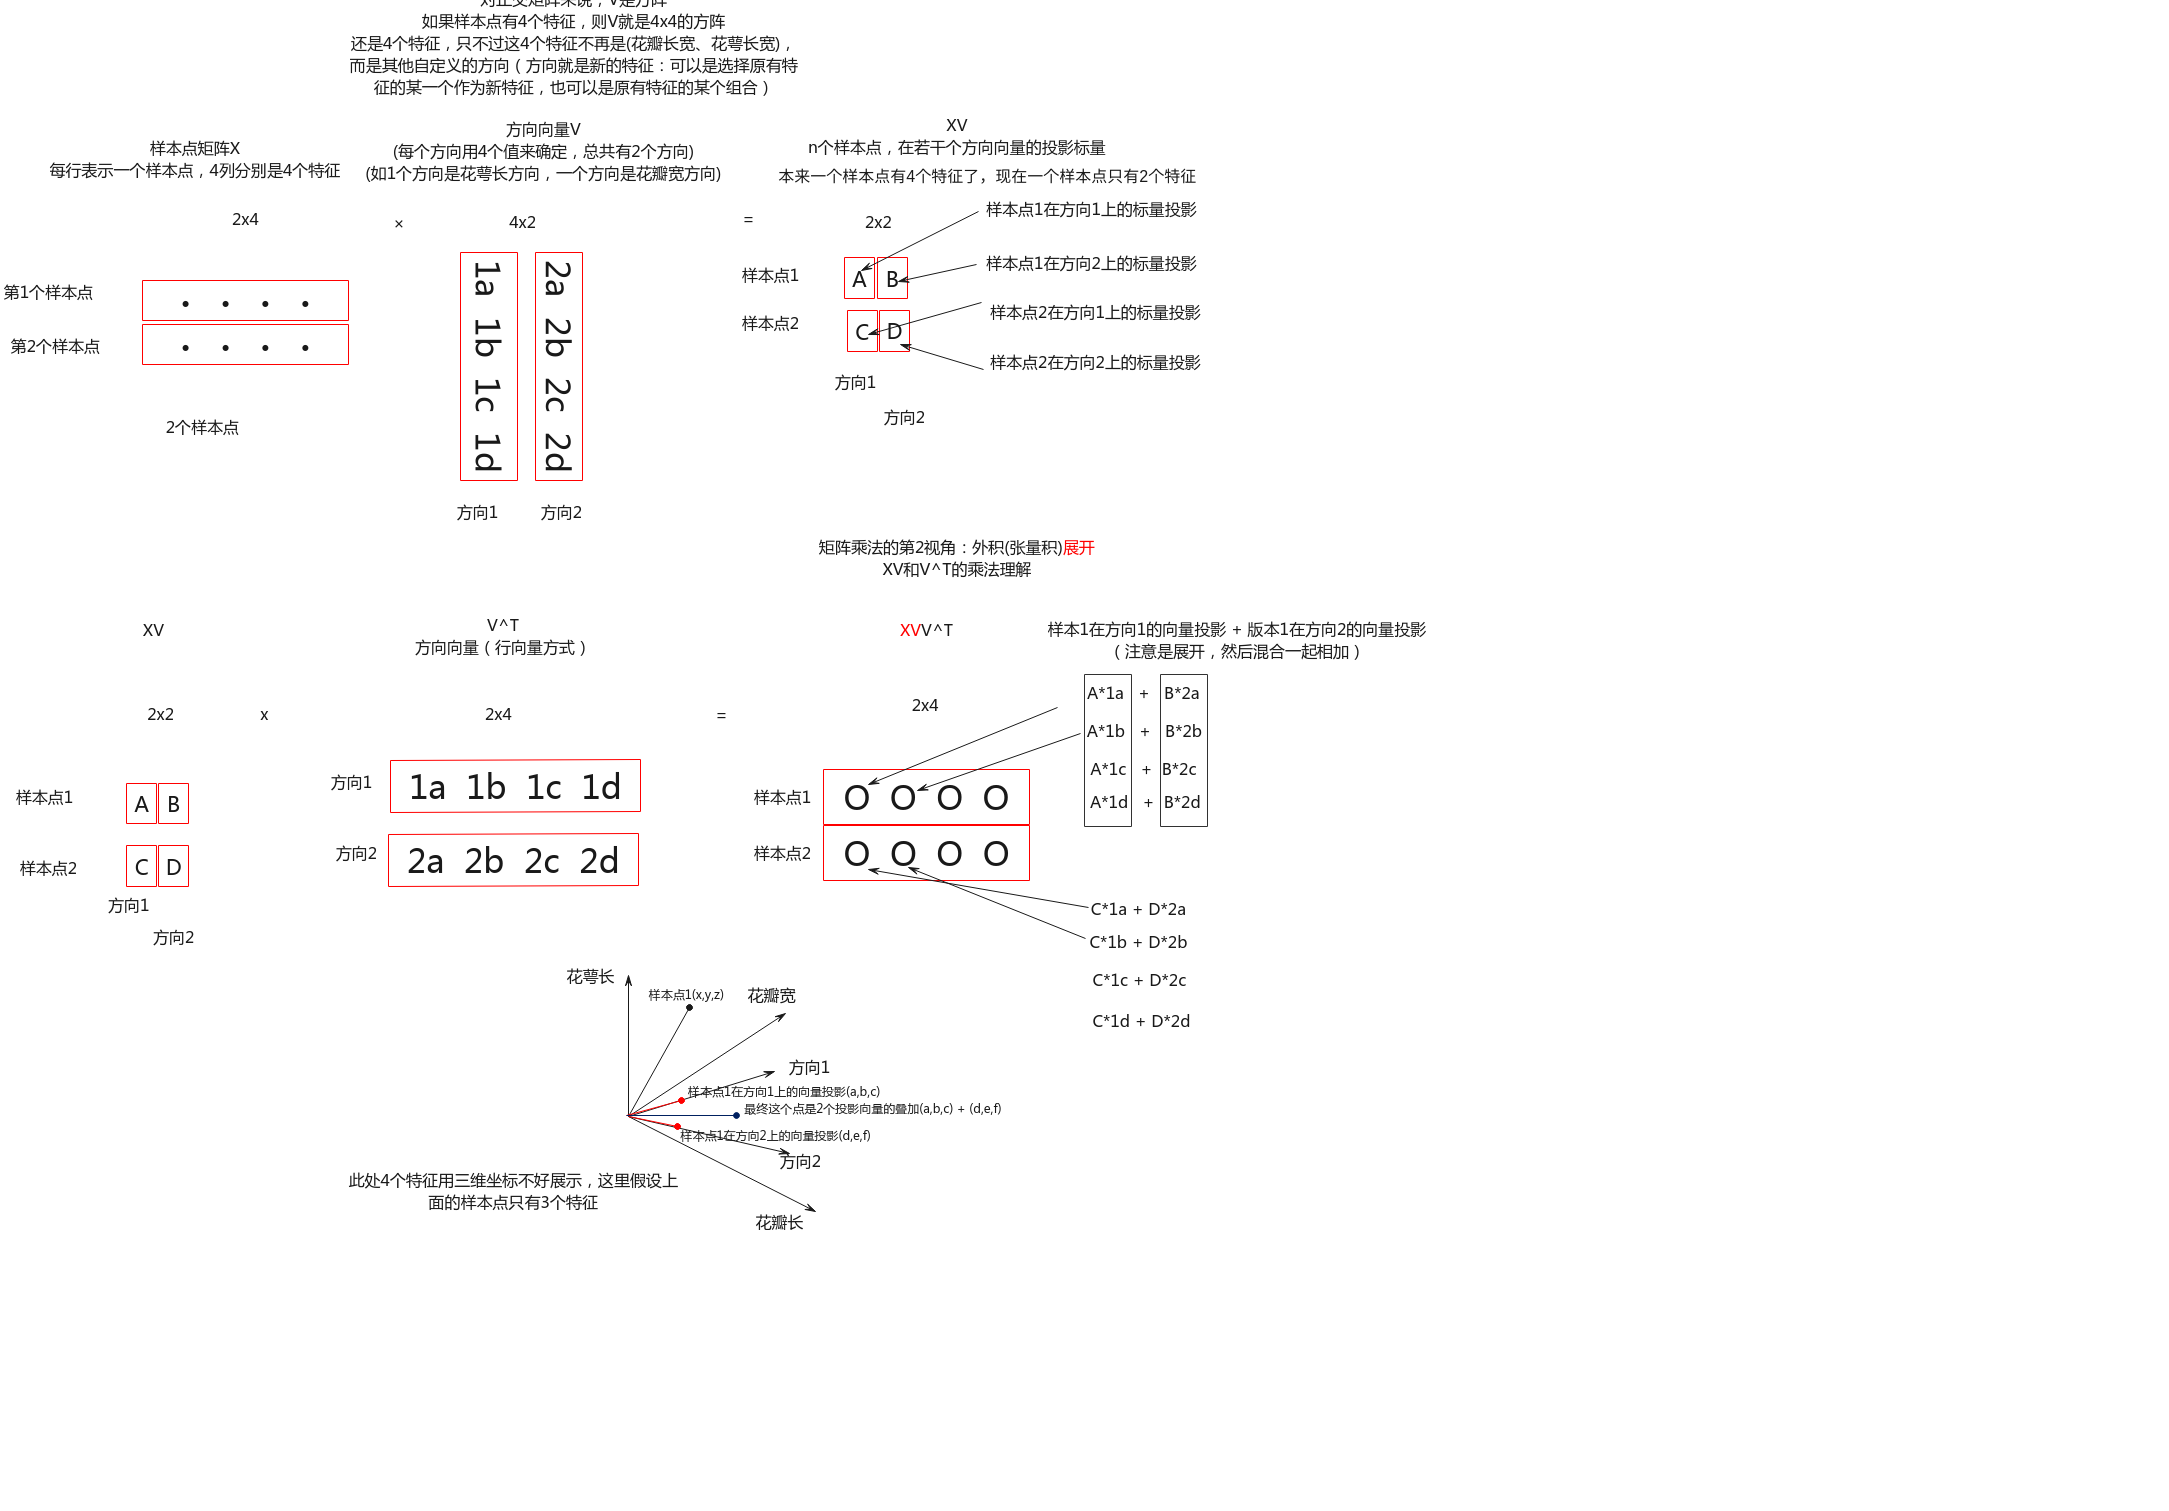 对正交矩阵来说，V是方阵
如果样本点有4个特征，则V就是4x4的方阵
还是4个特征，只不过这4个特征不再是(花瓣长宽、花萼长宽)，
而是其他自定义的方向（方向就是新的特征：可以是选择原有特
征的某一个作为新特征，也可以是原有特征的某个组合）
样本点矩阵X
每行表示一个样本点，4列分别是4个特征
方向向量V
(每个方向用4个值来确定，总共有2个方向)
(如1个方向是花萼长方向，一个方向是花瓣宽方向)
XV
n个样本点，在若干个方向向量的投影标量
本来一个样本点有4个特征了，现在一个样本点只有2个特征
2x4
×
4x2
=
2x2
第1个样本点
第2个样本点
2个样本点
1a 1b 1c 1d
2a 2b 2c 2d
方向1
方向2
样本点1
A B
样本点2
C D
方向1
方向2
样本点1在方向1上的标量投影
样本点1在方向2上的标量投影
样本点2在方向1上的标量投影
样本点2在方向2上的标量投影
矩阵乘法的第2视角：外积(张量积)展开
XV和V^T的乘法理解
XV
V^T
方向向量（行向量方式）
XVV^T
样本1在方向1的向量投影 + 版本1在方向2的向量投影
（注意是展开，然后混合一起相加）
2x2
x
2x4
=
2x4
样本点1
A B
样本点2
C D
方向1
方向2
方向1
1a 1b 1c 1d
方向2
2a 2b 2c 2d
样本点1
O O O O
样本点2
O O O O
A*1a + B*2a
A*1b + B*2b
A*1c + B*2c
A*1d + B*2d
C*1a + D*2a
C*1b + D*2b
C*1c + D*2c
C*1d + D*2d
花萼长
样本点1(x,y,z)
花瓣宽
方向1
样本点1在方向1上的向量投影(a,b,c)
最终这个点是2个投影向量的叠加(a,b,c) + (d,e,f)
样本点1在方向2上的向量投影(d,e,f)
方向2
花瓣长
此处4个特征用三维坐标不好展示，这里假设上
面的样本点只有3个特征